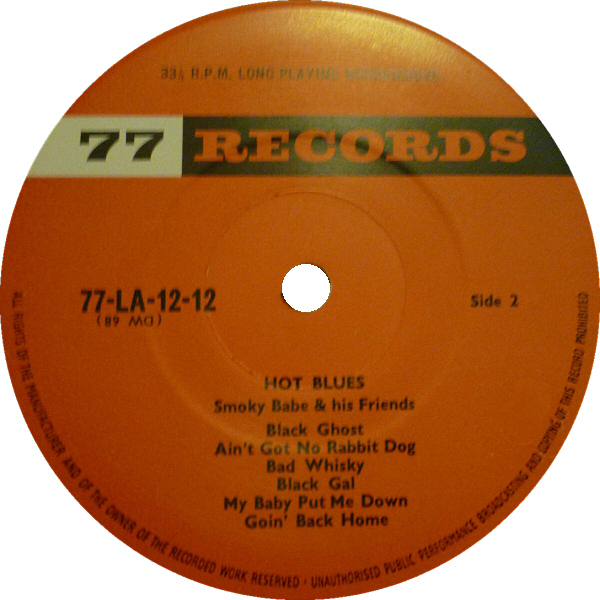 33⅓ R.P.M. LONG PLAYING
77 RECORDS
77-LA-12-12
Side 2
HOT BLUES
Smoky Babe & his Friends
Black Ghost
Ain't Got No Rabbit Dog
Bad Whisky
Black Gal
My Baby Put Me Down
Goin' Back Home
ALL RIGHTS OF THE MANUFACTURER AND OF THE OWNER OF THE RECORDED WORK RESERVED · UNAUTHORISED PUBLIC PERFORMANCE BROADCASTING AND COPYING OF THIS RECORD PROHIBITED